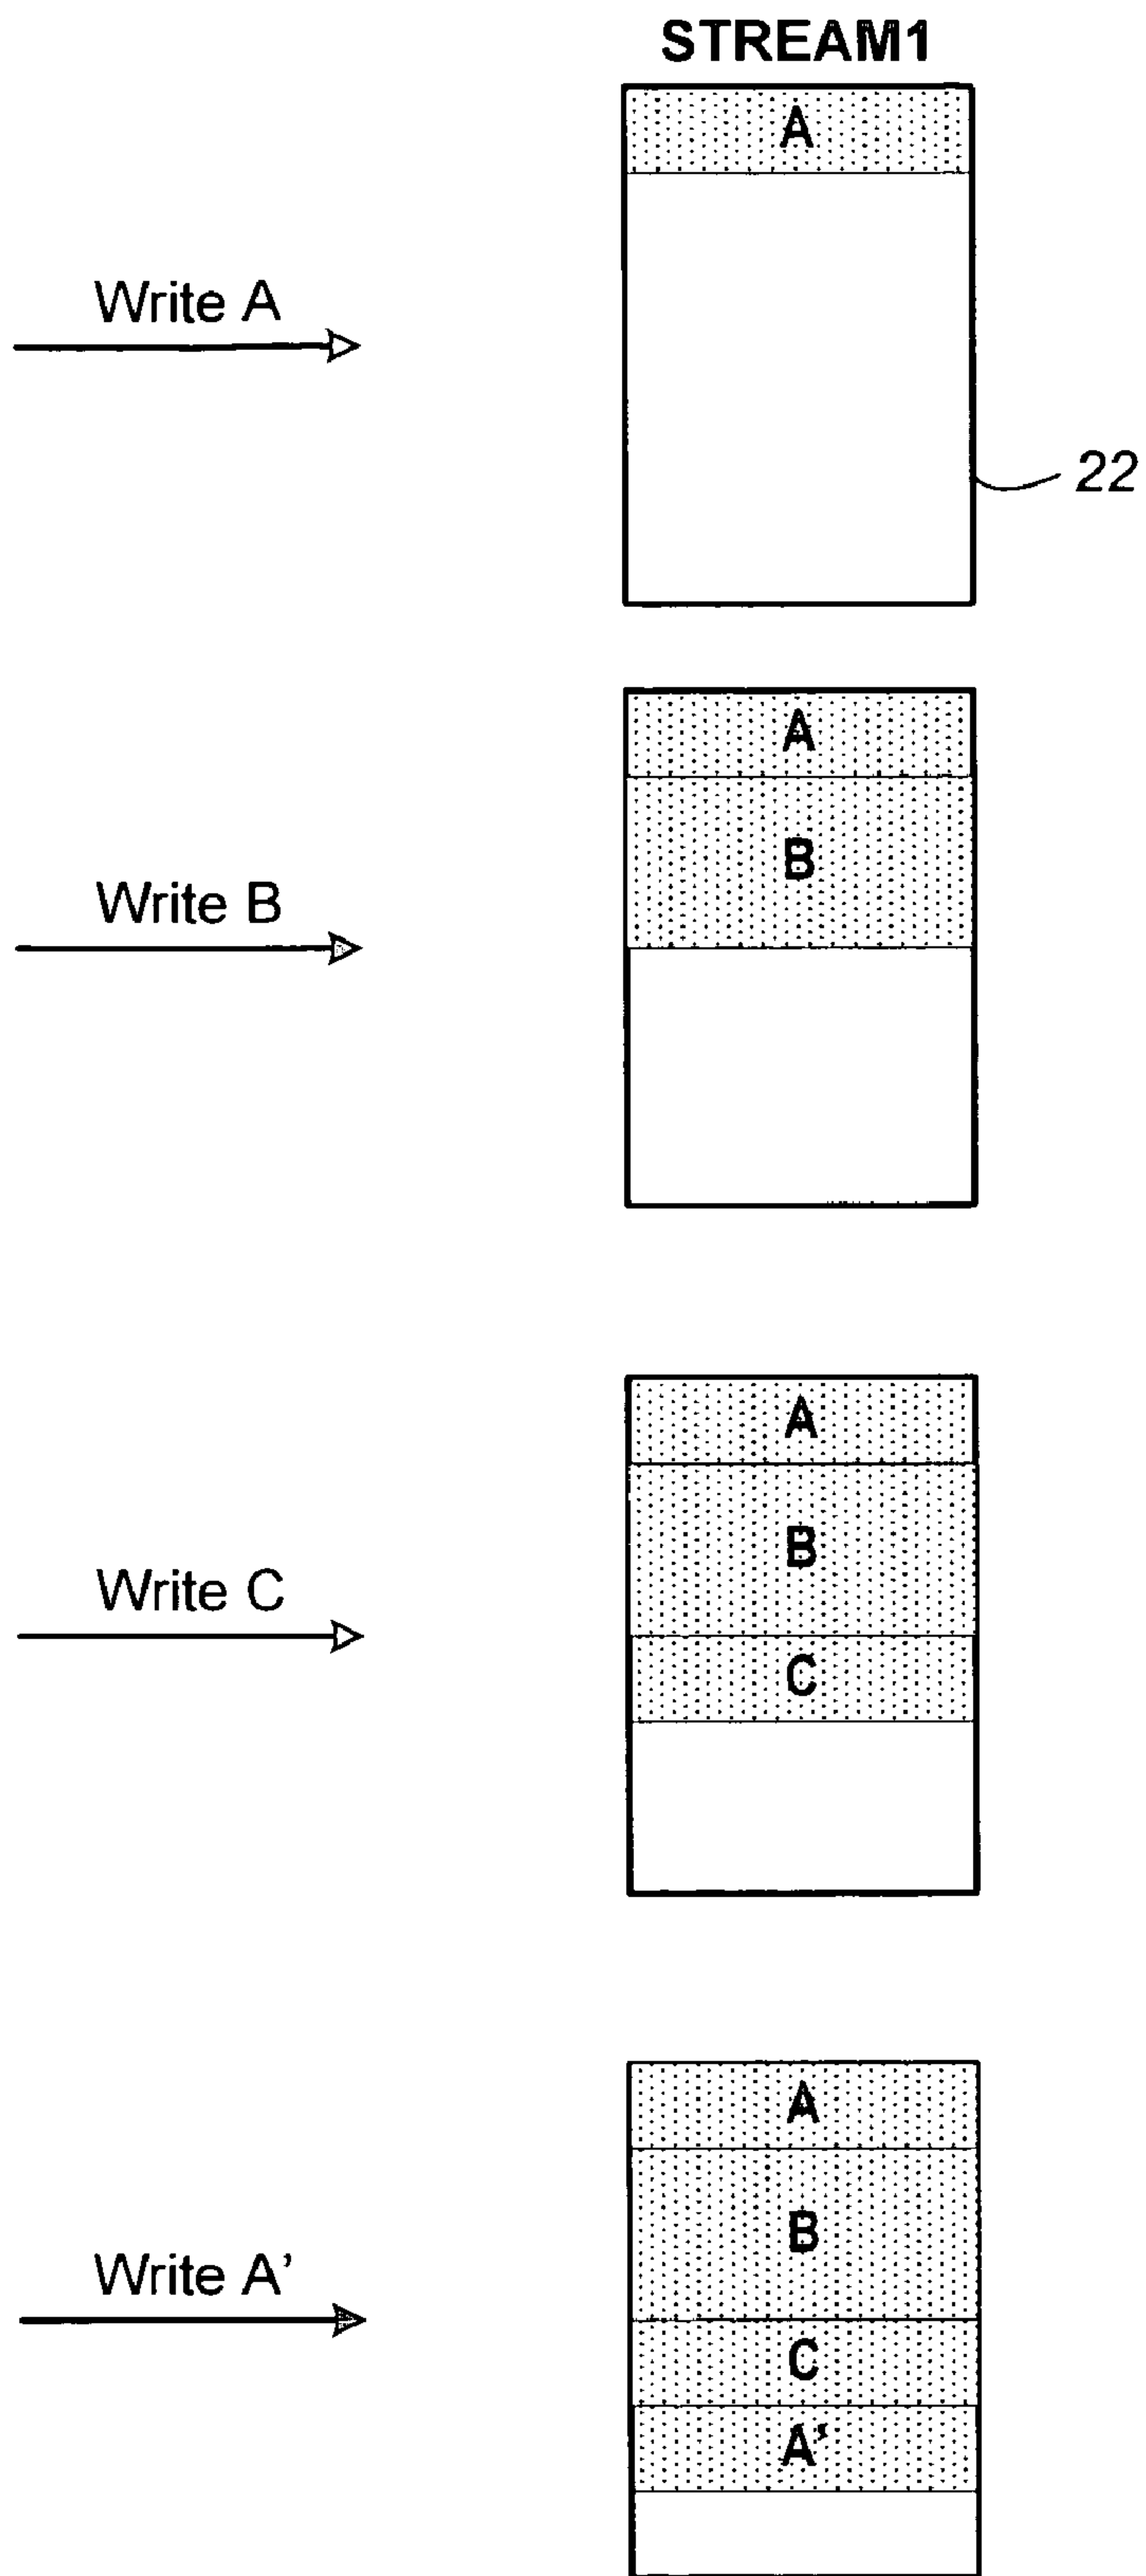 STREAM1
A
Write A
22
A
B
Write B
A
B
Write C
C
A
B
Write A’
C
A’